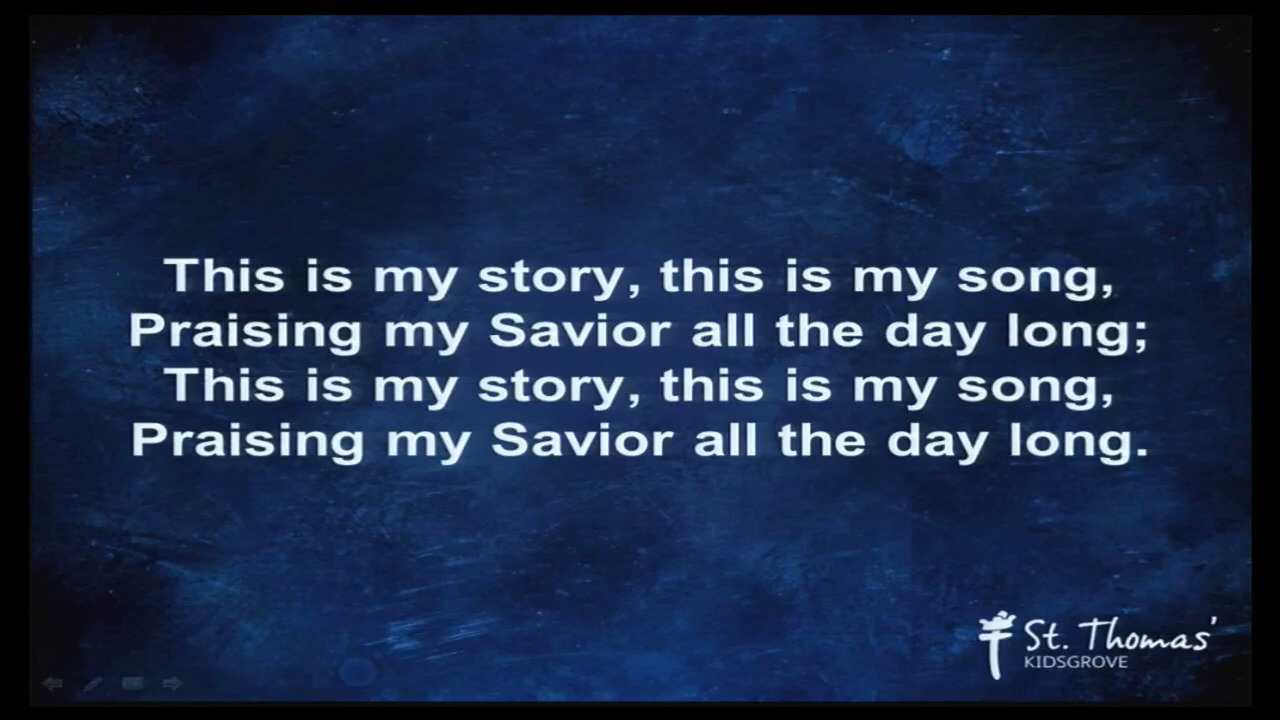 This is my story, this is my song,
Praising my Savior all the day long;
This is my story, this is my song,
Praising my Savior all the day long.
St. Thomas'
KIDSGROVE